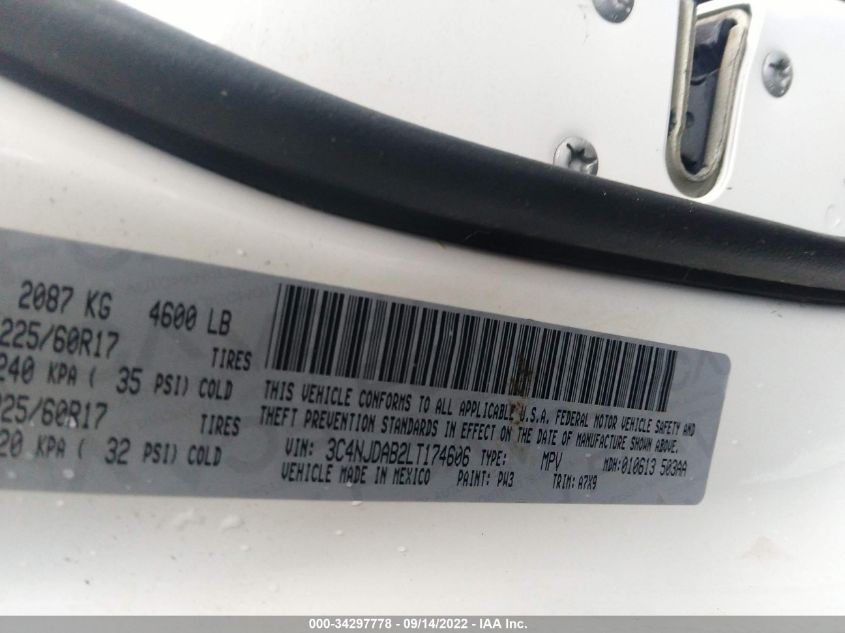 2087 KG 4600 LB
225/60R17 TIRES
240 KPA ( 35 PSI) COLD
225/60R17 TIRES
20 KPA ( 32 PSI) COLD
THIS VEHICLE CONFORMS TO ALL APPLICABLE U.S.A. FEDERAL MOTOR VEHICLE SAFETY AND
THEFT PREVENTION STANDARDS IN EFFECT ON THE DATE OF MANUFACTURE SHOWN ABOVE.
VIN: 3C4NJDAB2LT174606 TYPE: MPV MDH:010613 503AA
VEHICLE MADE IN MEXICO PAINT: PW3 TRIM: A7X9
000-34297778 - 09/14/2022 - IAA Inc.